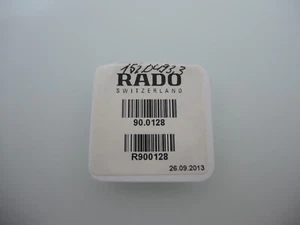 RADO
SWITZERLAND
90.0128
R900128
26.09.2013